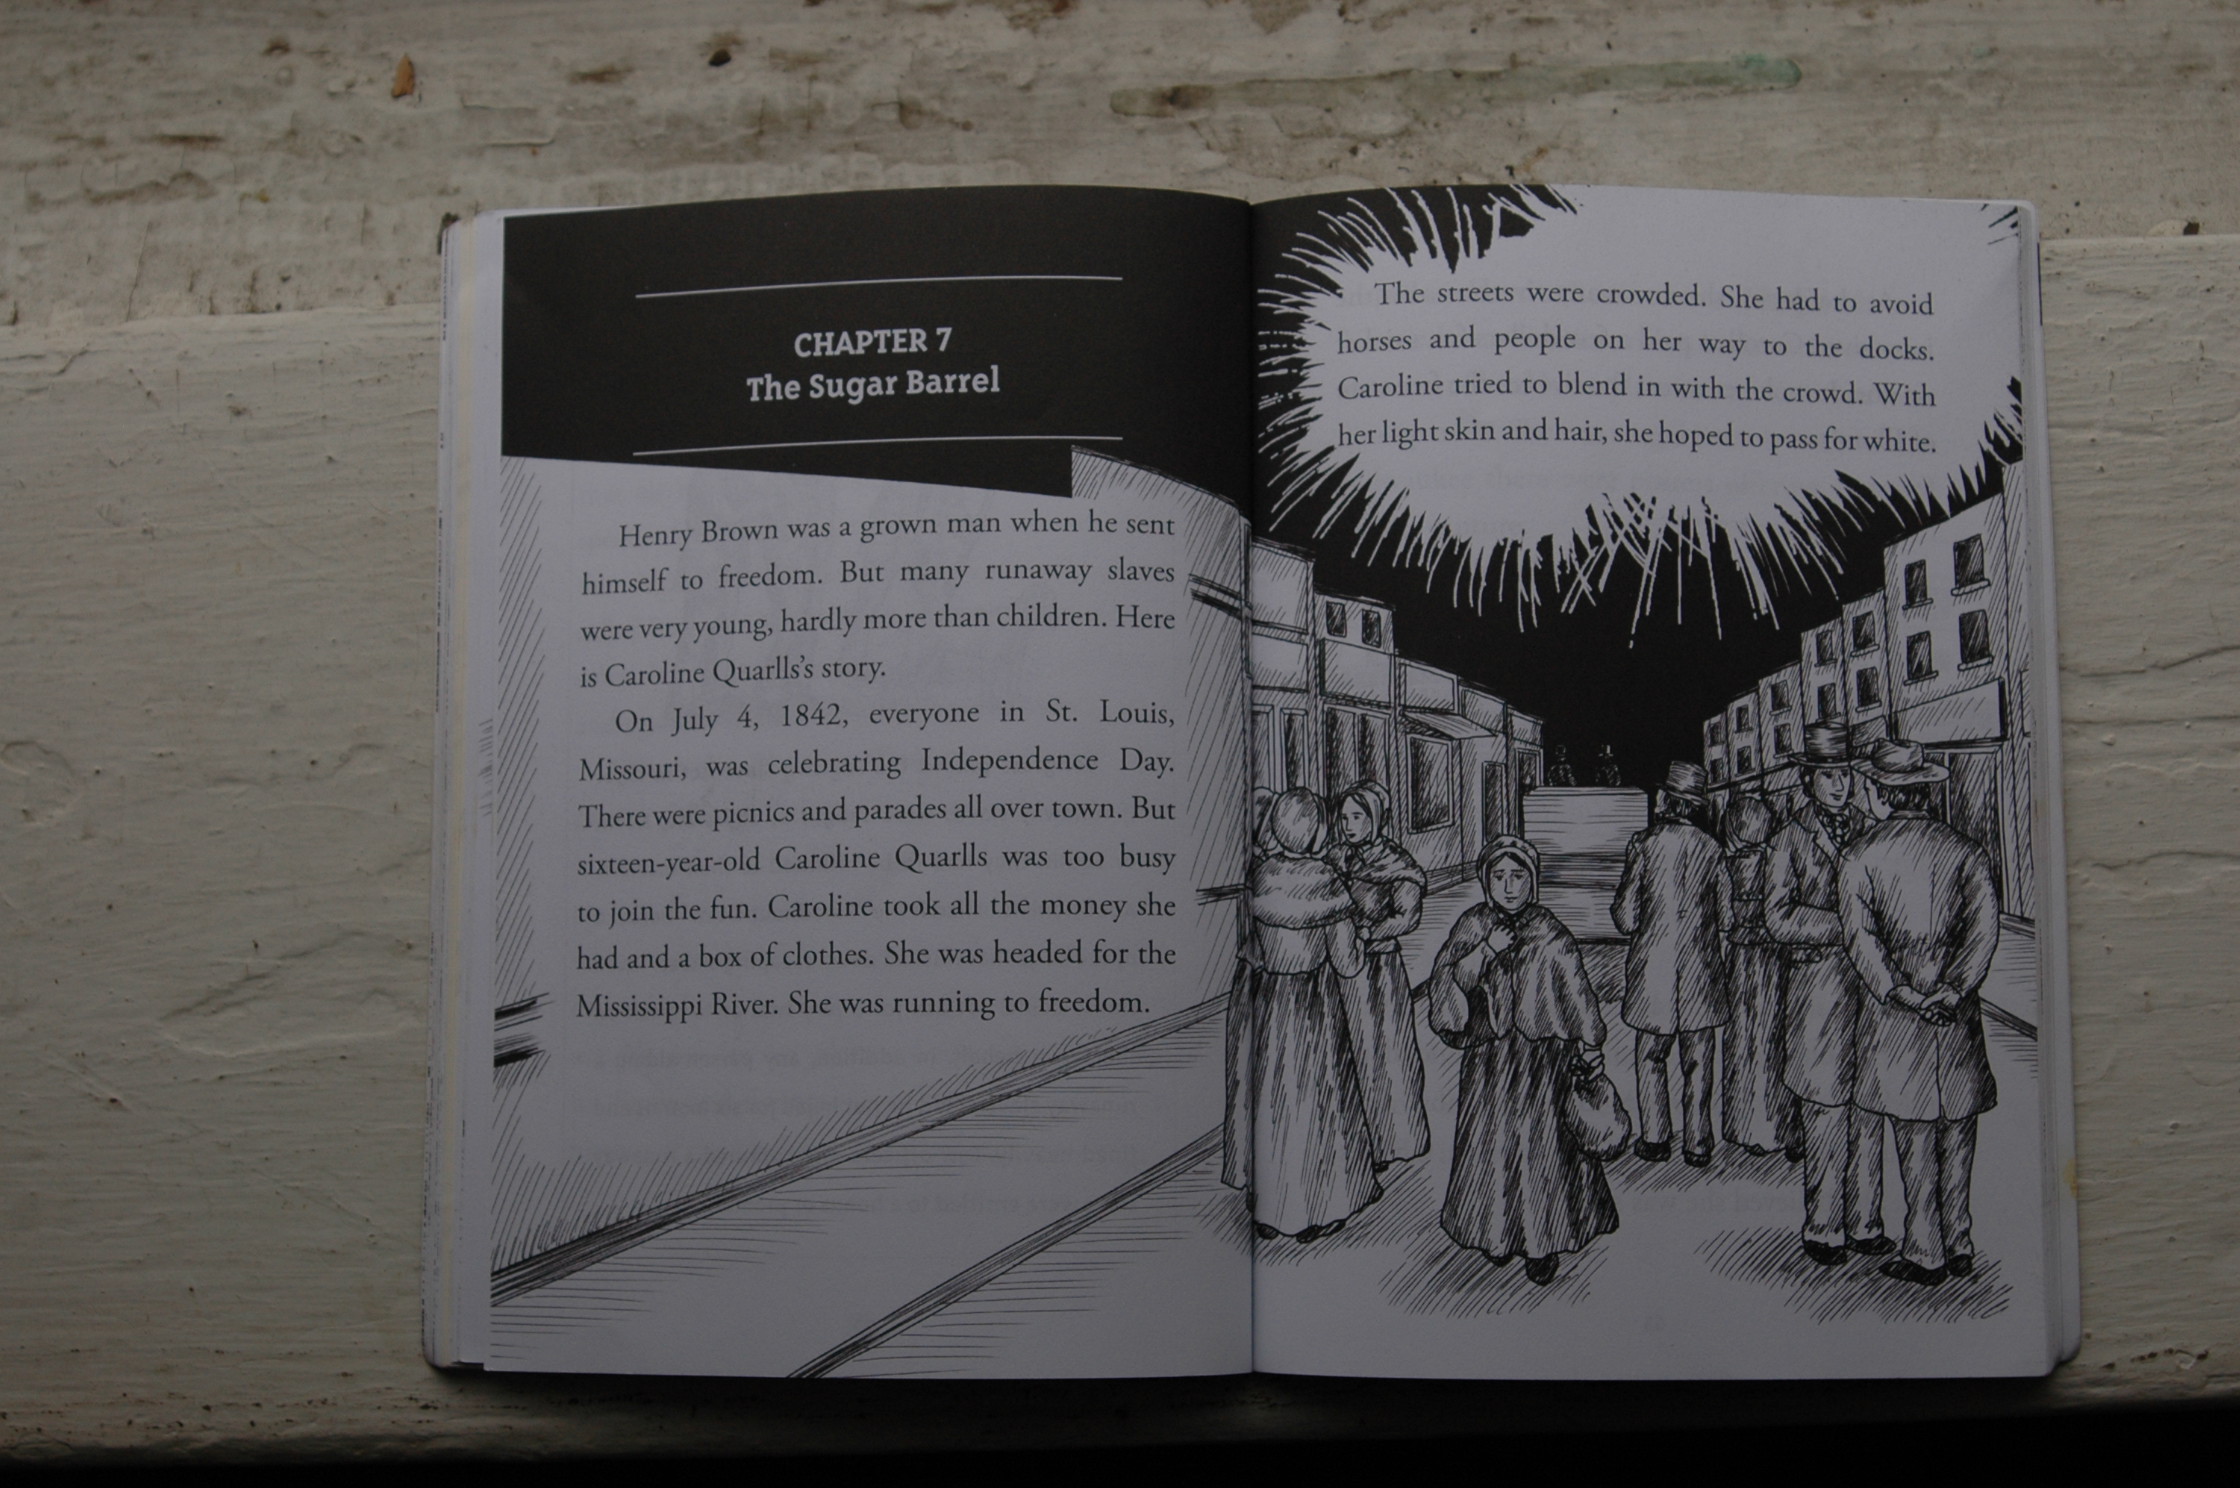 CHAPTER 7
The Sugar Barrel
Henry Brown was a grown man when he sent
himself to freedom. But many runaway slaves
were very young, hardly more than children. Here
is Caroline Quarlls’s story.
On July 4, 1842, everyone in St. Louis,
Missouri, was celebrating Independence Day.
There were picnics and parades all over town. But
sixteen-year-old Caroline Quarlls was too busy
to join the fun. Caroline took all the money she
had and a box of clothes. She was headed for the
Mississippi River. She was running to freedom.
The streets were crowded. She had to avoid
horses and people on her way to the docks.
Caroline tried to blend in with the crowd. With
her light skin and hair, she hoped to pass for white.